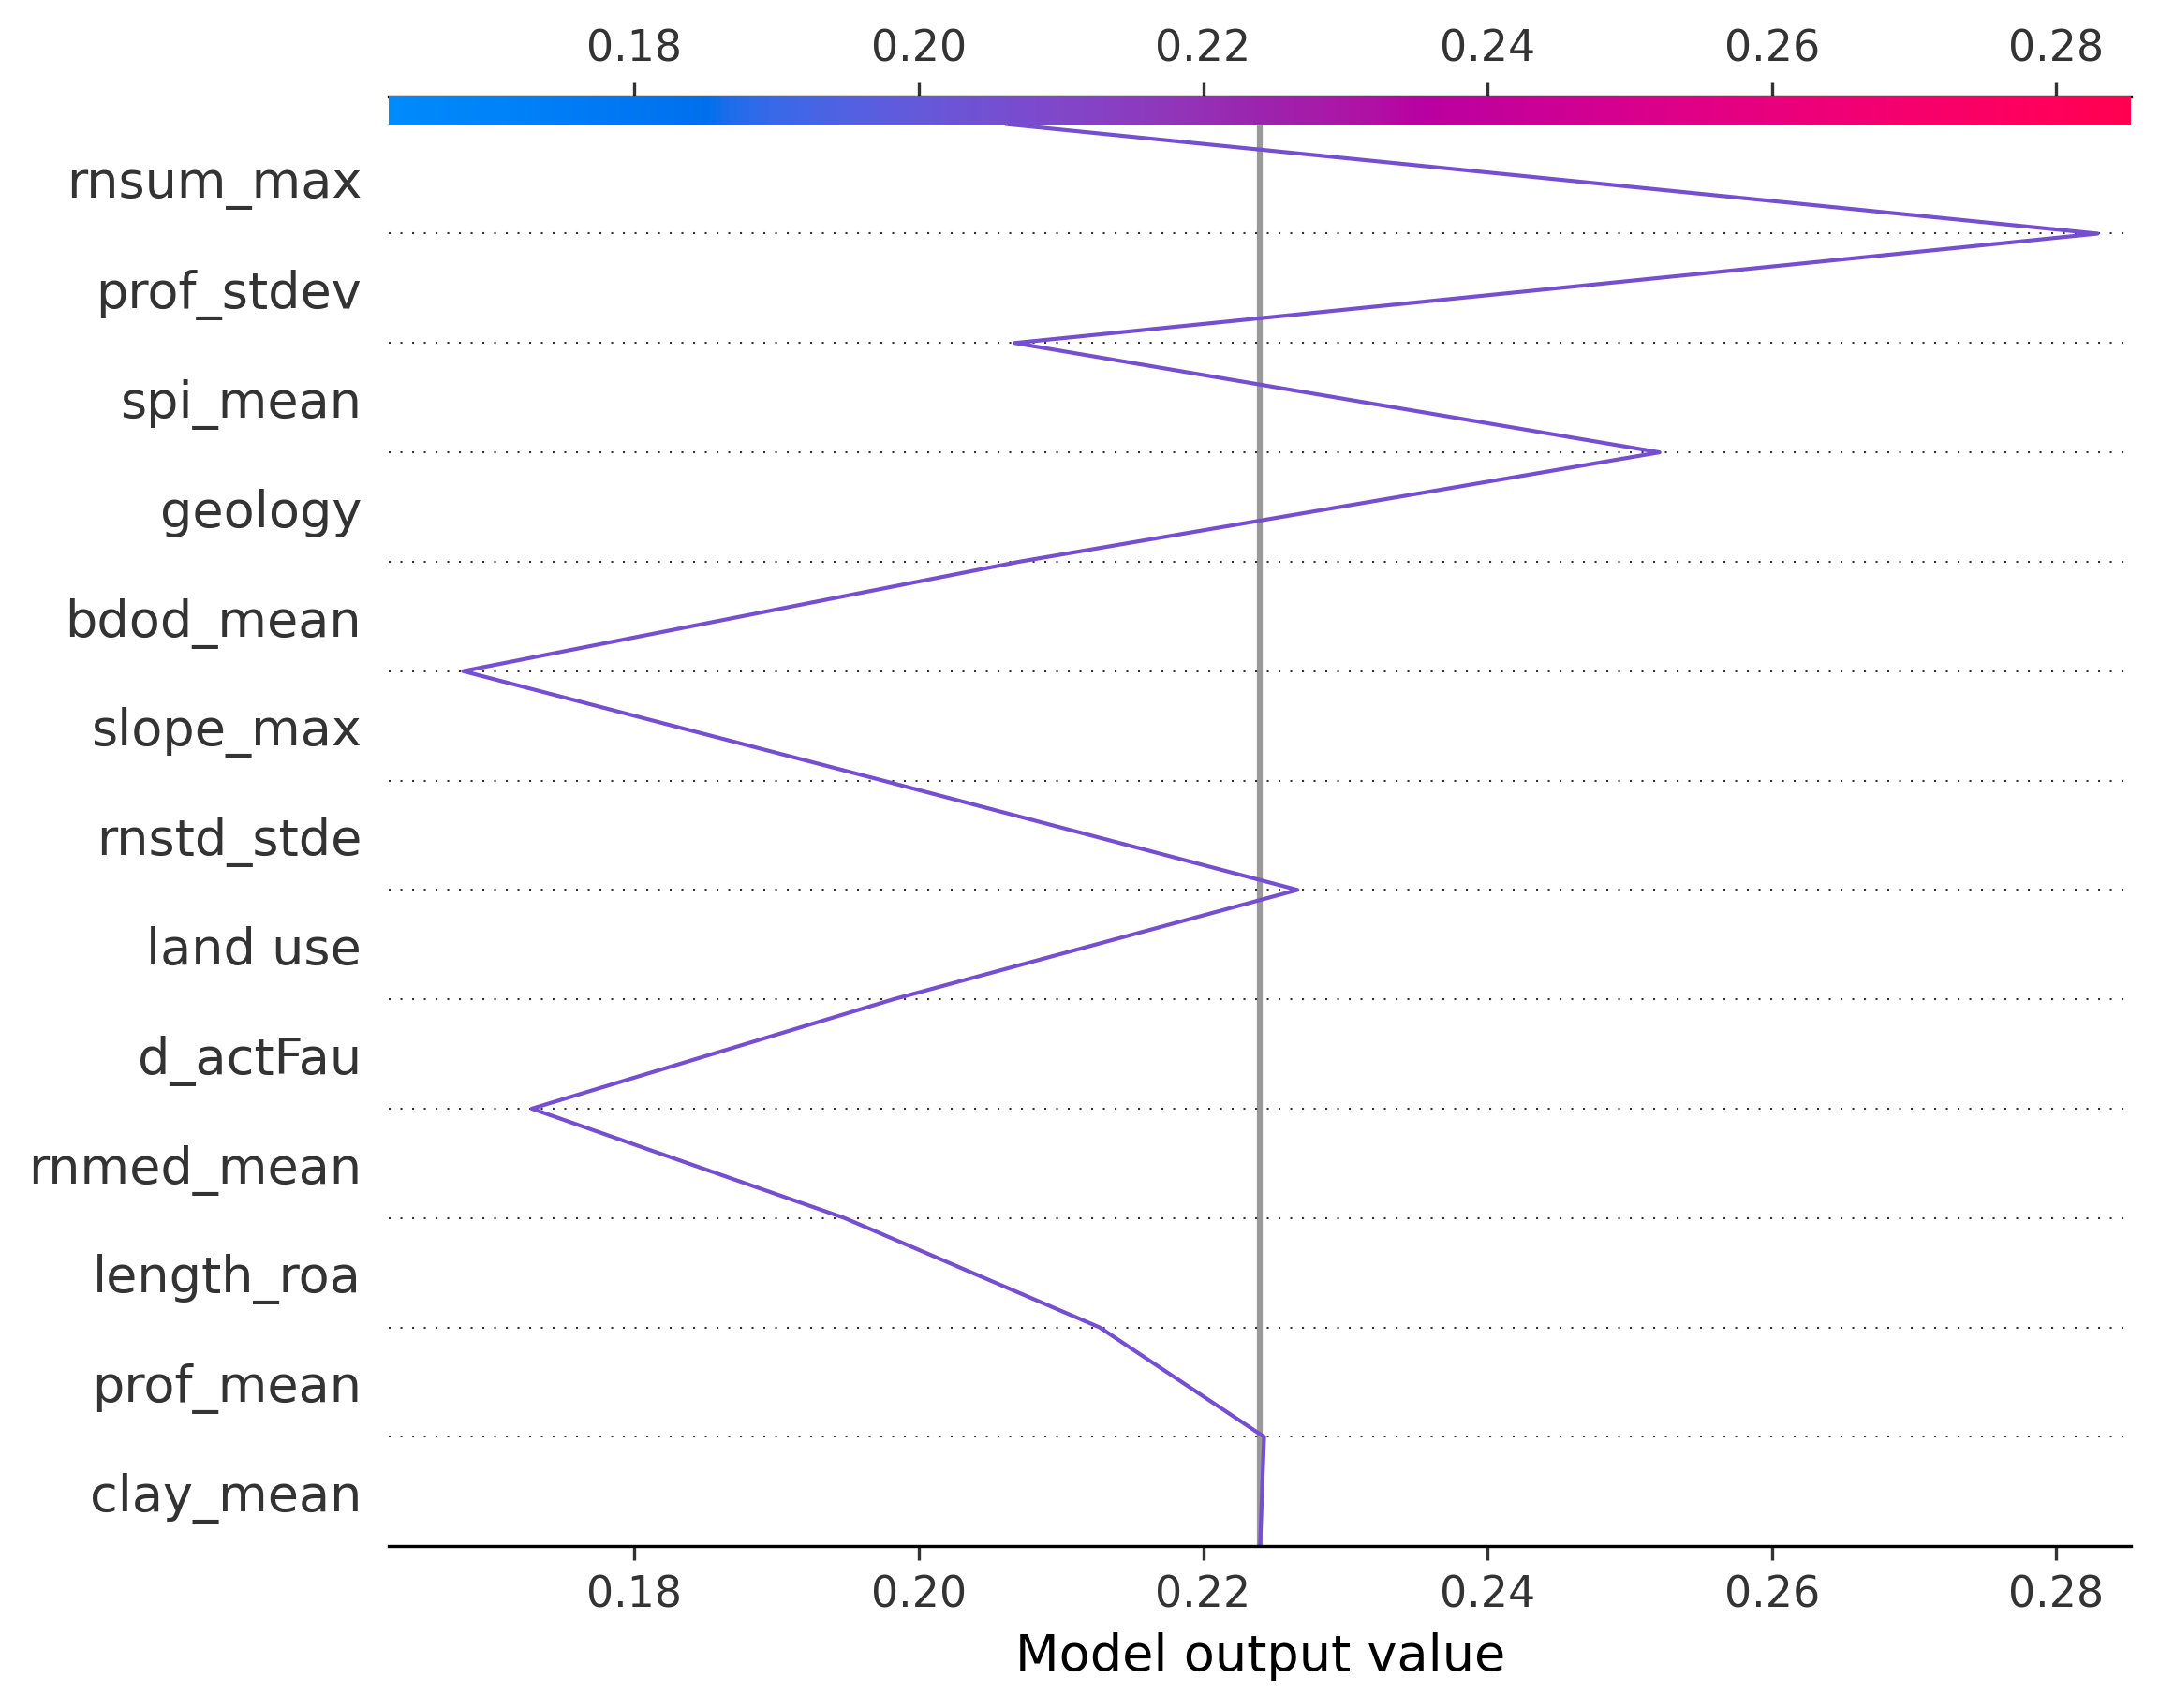 0.18 0.20 0.22 0.24 0.26 0.28
rnsum_max
prof_stdev
spi_mean
geology
bdod_mean
slope_max
rnstd_stde
land use
d_actFau
rnmed_mean
length_roa
prof_mean
clay_mean
0.18 0.20 0.22 0.24 0.26 0.28
Model output value